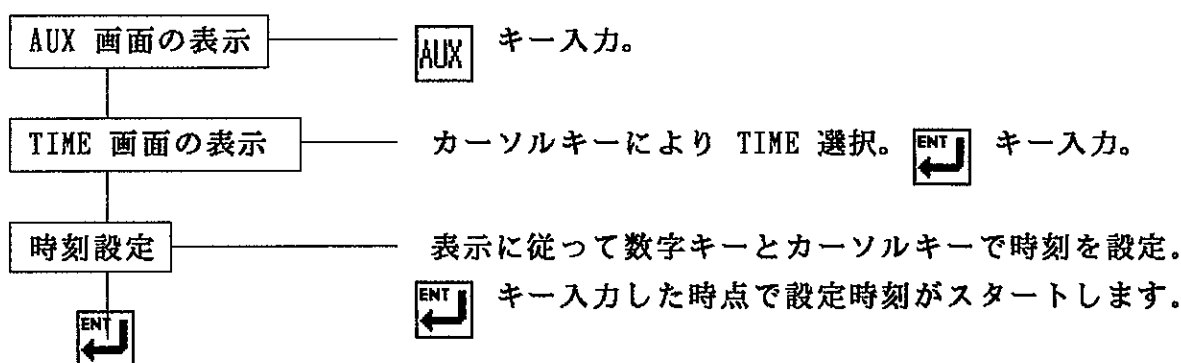 AUX 画面の表示 AUX キー入力。
TIME 画面の表示 カーソルキーにより TIME 選択。 ENT キー入力。
時刻設定 表示に従って数字キーとカーソルキーで時刻を設定。
ENT キー入力した時点で設定時刻がスタートします。
ENT